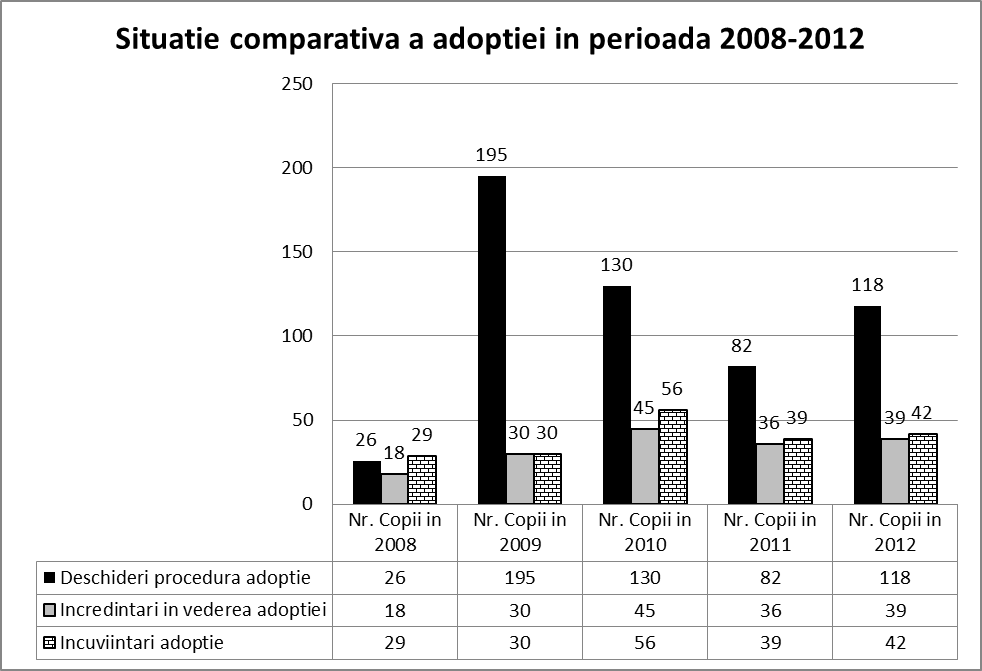 Situatie comparativa a adoptiei in perioada 2008-2012
250
200
150
100
50
0
26
18
29
195
30
30
130
45
56
82
36
39
118
39
42
Nr. Copii in 2008
Nr. Copii in 2009
Nr. Copii in 2010
Nr. Copii in 2011
Nr. Copii in 2012
Deschideri procedura adoptie 26 195 130 82 118
Incredintari in vederea adoptiei 18 30 45 36 39
Incuviintari adoptie 29 30 56 39 42